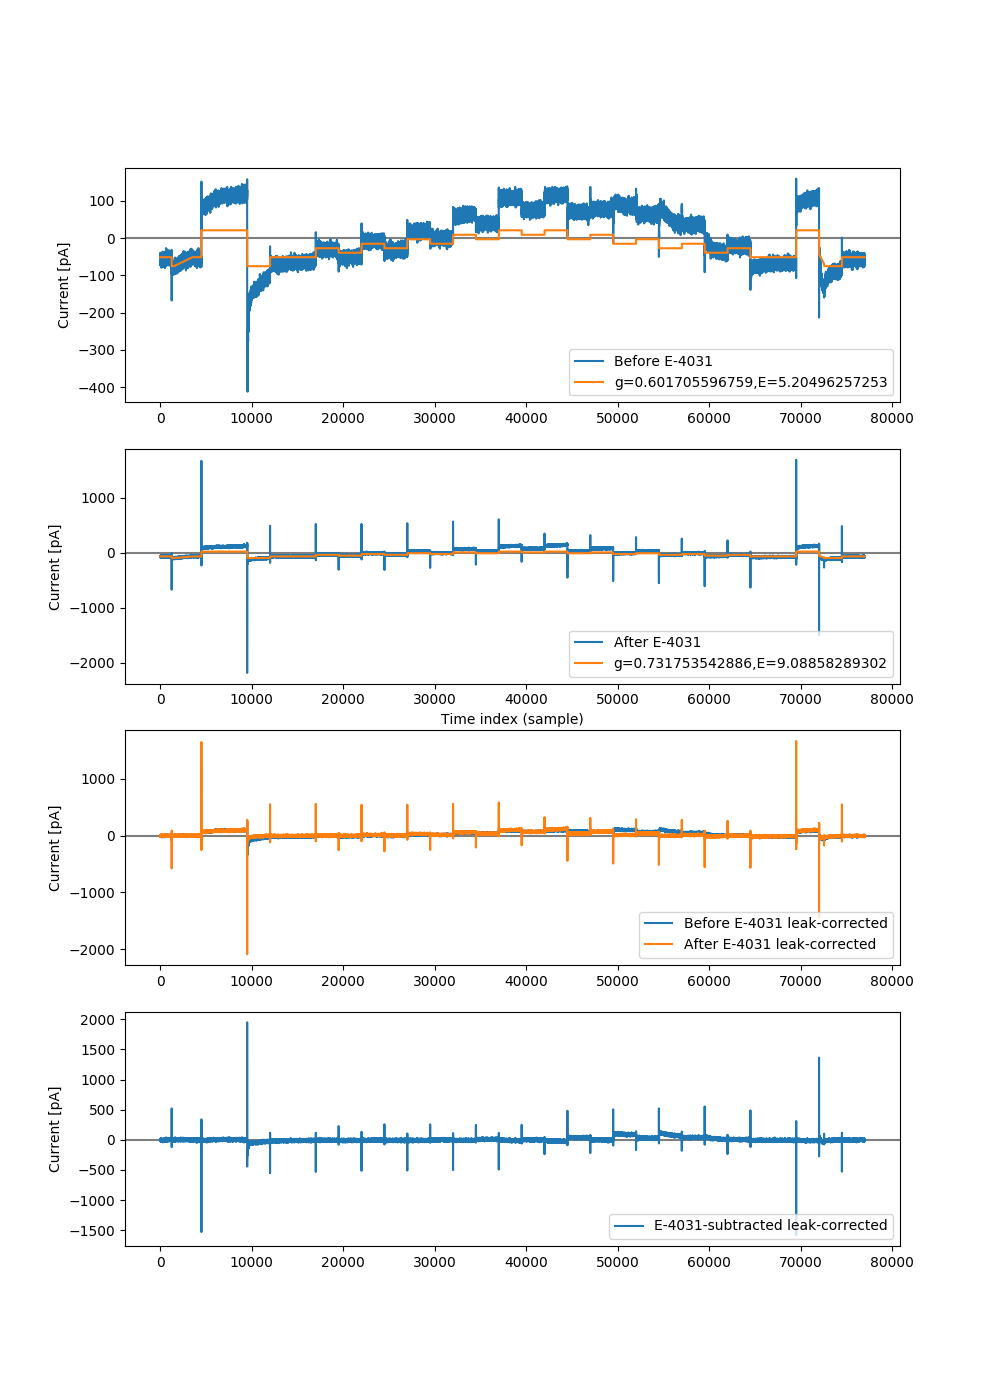 100
0
−100
−200
−300
−400
Current [pA]
Before E-4031
g=0.601705596759,E=5.20496257253
0 10000 20000 30000 40000 50000 60000 70000 80000
1000
0
−1000
−2000
Current [pA]
After E-4031
g=0.731753542886,E=9.08858289302
0 10000 20000 30000 40000 50000 60000 70000 80000
Time index (sample)
1000
0
−1000
−2000
Current [pA]
Before E-4031 leak-corrected
After E-4031 leak-corrected
0 10000 20000 30000 40000 50000 60000 70000 80000
2000
1500
1000
500
0
−500
−1000
−1500
Current [pA]
E-4031-subtracted leak-corrected
0 10000 20000 30000 40000 50000 60000 70000 80000